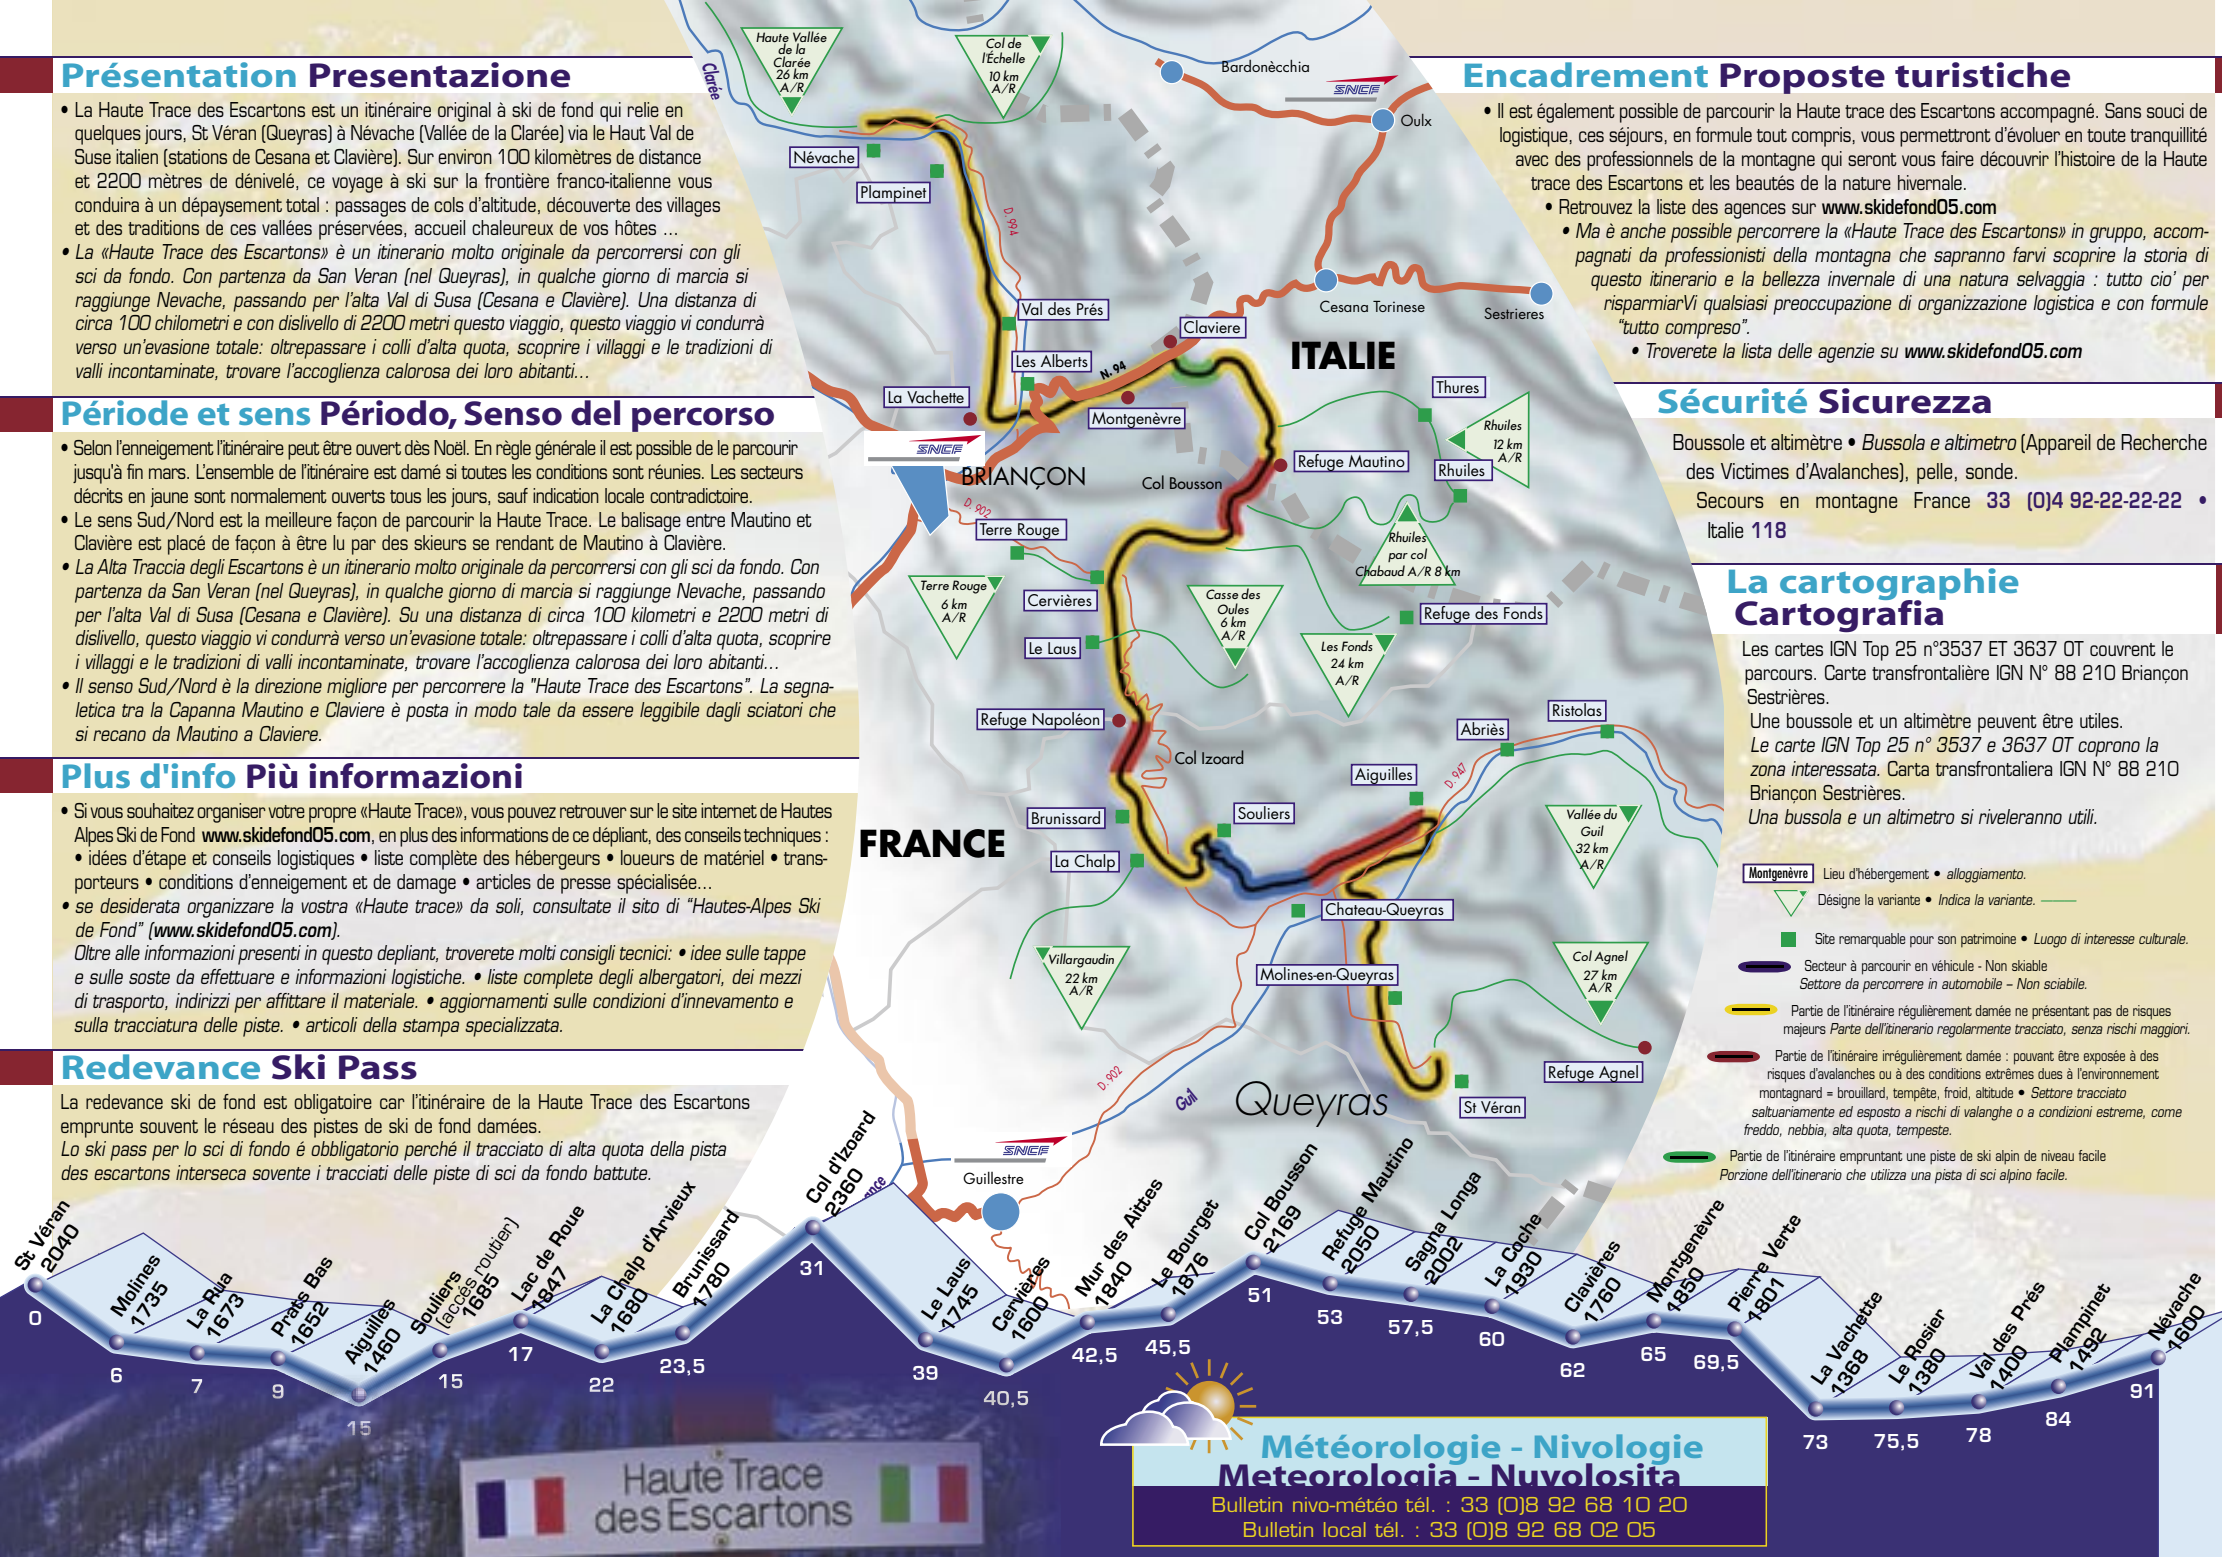 Présentation Presentazione
• La Haute Trace des Escartons est un itinéraire original à ski de fond qui relie en
quelques jours, St Véran (Queyras) à Névache (Vallée de la Clarée) via le Haut Val de
Suse italien (stations de Cesana et Clavière). Sur environ 100 kilomètres de distance
et 2200 mètres de dénivelé, ce voyage à ski sur la frontière franco-italienne vous
conduira à un dépaysement total : passages de cols d'altitude, découverte des villages
et des traditions de ces vallées préservées, accueil chaleureux de vos hôtes ...
• La «Haute Trace des Escartons» è un itinerario molto originale da percorrersi con gli
sci da fondo. Con partenza da San Veran (nel Queyras), in qualche giorno di marcia si
raggiunge Nevache, passando per l'alta Val di Susa (Cesana e Clavière). Una distanza di
circa 100 chilometri e con dislivello di 2200 metri questo viaggio, questo viaggio vi condurrà
verso un'evasione totale: oltrepassare i colli d'alta quota, scoprire i villaggi e le tradizioni di
valli incontaminate, trovare l'accoglienza calorosa dei loro abitanti...
Période et sens Périodo, Senso del percorso
• Selon l'enneigement l'itinéraire peut être ouvert dès Noël. En règle générale il est possible de le parcourir
jusqu'à fin mars. L'ensemble de l'itinéraire est damé si toutes les conditions sont réunies. Les secteurs
décrits en jaune sont normalement ouverts tous les jours, sauf indication locale contradictoire.
• Le sens Sud/Nord est la meilleure façon de parcourir la Haute Trace. Le balisage entre Mautino et
Clavière est placé de façon à être lu par des skieurs se rendant de Mautino à Clavière.
• La Alta Traccia degli Escartons è un itinerario molto originale da percorrersi con gli sci da fondo. Con
partenza da San Veran (nel Queyras), in qualche giorno di marcia si raggiunge Nevache, passando
per l'alta Val di Susa (Cesana e Clavière). Su una distanza di circa 100 kilometri e 2200 metri di
dislivello, questo viaggio vi condurrà verso un'evasione totale: oltrepassare i colli d'alta quota, scoprire
i villaggi e le tradizioni di valli incontaminate, trovare l'accoglienza calorosa dei loro abitanti...
• Il senso Sud/Nord è la direzione migliore per percorrere la "Haute Trace des Escartons". La segna-
letica tra la Capanna Mautino e Claviere è posta in modo tale da essere leggibile dagli sciatori che
si recano da Mautino a Claviere.
Plus d'info Più informazioni
• Si vous souhaitez organiser votre propre «Haute Trace», vous pouvez retrouver sur le site internet de Hautes
Alpes Ski de Fond www.skidefond05.com, en plus des informations de ce dépliant, des conseils techniques :
• idées d'étape et conseils logistiques • liste complète des hébergeurs • loueurs de matériel • trans-
porteurs • conditions d'enneigement et de damage • articles de presse spécialisée...
• se desiderata organizzare la vostra «Haute trace» da soli, consultate il sito di “Hautes-Alpes Ski
de Fond” (www.skidefond05.com).
Oltre alle informazioni presenti in questo depliant, troverete molti consigli tecnici: • idee sulle tappe
e sulle soste da effettuare e informazioni logistiche. • liste complete degli albergatori, dei mezzi
di trasporto, indirizzi per affittare il materiale. • aggiornamenti sulle condizioni d'innevamento e
sulla tracciatura delle piste. • articoli della stampa specializzata.
Redevance Ski Pass
La redevance ski de fond est obligatoire car l'itinéraire de la Haute Trace des Escartons
emprunte souvent le réseau des pistes de ski de fond damées.
Lo ski pass per lo sci di fondo é obbligatorio perché il tracciato di alta quota della pista
des escartons interseca sovente i tracciati delle piste di sci da fondo battute.
Clarée
Haute Vallée
de la
Clarée
26 km
A/R
Col de
l'Échelle
10 km
A/R
Bardonècchia
SNCF
Oulx
Névache
Plampinet
D. 994
Val des Prés
Cesana Torinese
Sestrieres
Claviere
ITALIE
Les Alberts
N. 94
La Vachette
Montgenèvre
Thures
Rhuiles
12 km
A/R
SNCF
BRIANÇON
Refuge Mautino
Rhuiles
Col Bousson
D. 902
Terre Rouge
Rhuiles
par col
Chabaud A/R 8 km
Terre Rouge
6 km
A/R
Cervières
Casse des
Oules
6 km
A/R
Refuge des Fonds
Le Laus
Les Fonds
24 km
A/R
Refuge Napoléon
Ristolas
Abriès
Col Izoard
Aiguilles
D. 947
Brunissard
Souliers
Vallée du
Guil
32 km
A/R
FRANCE
La Chalp
Chateau-Queyras
Villargaudin
22 km
A/R
Molines-en-Queyras
Col Agnel
27 km
A/R
Refuge Agnel
D. 902
Guil
Queyras
St Véran
SNCF
Guillestre
Encadrement Proposte turistiche
• Il est également possible de parcourir la Haute trace des Escartons accompagné. Sans souci de
logistique, ces séjours, en formule tout compris, vous permettront d'évoluer en toute tranquillité
avec des professionnels de la montagne qui seront vous faire découvrir l'histoire de la Haute
trace des Escartons et les beautés de la nature hivernale.
• Retrouvez la liste des agences sur www.skidefond05.com
• Ma è anche possible percorrere la «Haute Trace des Escartons» in gruppo, accom-
pagnati da professionisti della montagna che sapranno farvi scoprire la storia di
questo itinerario e la bellezza invernale di una natura selvaggia : tutto cio' per
risparmiarVi qualsiasi preoccupazione di organizzazione logistica e con formule
“tutto compreso”.
• Troverete la lista delle agenzie su www.skidefond05.com
Sécurité Sicurezza
Boussole et altimètre • Bussola e altimetro (Appareil de Recherche
des Victimes d'Avalanches), pelle, sonde.
Secours en montagne France 33 (0)4 92-22-22-22 •
Italie 118
La cartographie
Cartografia
Les cartes IGN Top 25 n°3537 ET 3637 OT couvrent le
parcours. Carte transfrontalière IGN N° 88 210 Briançon
Sestrières.
Une boussole et un altimètre peuvent être utiles.
Le carte IGN Top 25 n° 3537 e 3637 OT coprono la
zona interessata. Carta transfrontaliera IGN N° 88 210
Briançon Sestrières.
Una bussola e un altimetro si riveleranno utili.
Montgenèvre Lieu d'hébergement • alloggiamento.
Désigne la variante • Indica la variante.
Site remarquable pour son patrimoine • Luogo di interesse culturale.
Secteur à parcourir en véhicule - Non skiable
Settore da percorrere in automobile – Non sciabile.
Partie de l'itinéraire régulièrement damée ne présentant pas de risques
majeurs Parte dell'itinerario regolarmente tracciato, senza rischi maggiori.
Partie de l'itinéraire irrégulièrement damée : pouvant être exposée à des
risques d'avalanches ou à des conditions extrêmes dues à l'environnement
montagnard = brouillard, tempête, froid, altitude • Settore tracciato
saltuariamente ed esposto a rischi di valanghe o a condizioni estreme, come
freddo, nebbia, alta quota, tempeste.
Partie de l'itinéraire empruntant une piste de ski alpin de niveau facile
Porzione dell'itinerario che utilizza una pista di sci alpino facile.
St Véran
2040
0
Molines
1735
6
La Rua
1673
7
Prats Bas
1652
9
Aiguilles
1460
15
Souliers
(accés routier)
1685
15
Lac de Roue
1847
17
La Chalp d'Arvieux
1680
22
Brunissard
1780
23,5
Col d'Izoard
2360
31
Le Laus
1745
39
Cervières
1600
40,5
Mur des Aittes
1840
42,5
Le Bourget
1876
45,5
Col Bousson
2169
51
Refuge Mautino
2050
53
Sagna Longa
2002
57,5
La Coche
1930
60
Clavières
1760
62
Montgenèvre
1850
65
Pierre Verte
1801
69,5
La Vachette
1368
73
Le Rosier
1380
75,5
Val des Prés
1400
78
Plampinet
1492
84
Névache
1600
91
Haute Trace
des Escartons
Météorologie - Nivologie
Meteorologia - Nuvolosita
Bulletin nivo-météo tél. : 33 (0)8 92 68 10 20
Bulletin local tél. : 33 (0)8 92 68 02 05